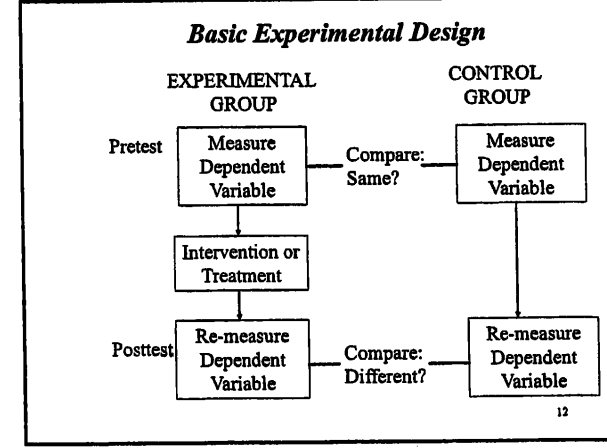 Basic Experimental Design
EXPERIMENTAL
GROUP
CONTROL
GROUP
Pretest
Measure
Dependent
Variable
Compare:
Same?
Measure
Dependent
Variable
Intervention or
Treatment
Posttest
Re-measure
Dependent
Variable
Compare:
Different?
Re-measure
Dependent
Variable
12